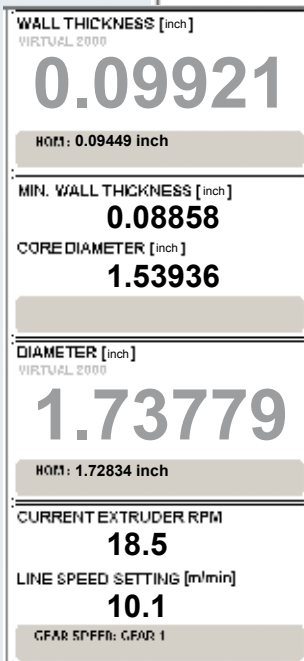 WALL THICKNESS [inch]
VIRTUAL 2000
0.09921
NOM: 0.09449 inch
MIN. WALL THICKNESS [inch]
0.08858
CORE DIAMETER [inch]
1.53936
DIAMETER [inch]
VIRTUAL 2000
1.73779
NOM: 1.72834 inch
CURRENT EXTRUDER RPM
18.5
LINE SPEED SETTING [m/min]
10.1
GEAR SPEED: GEAR 1